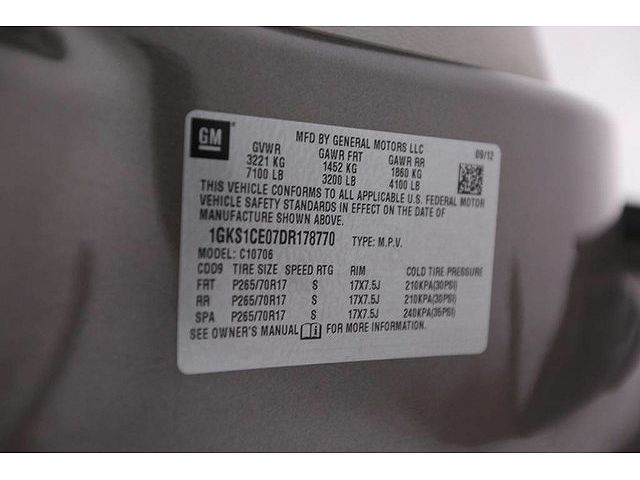 GM
MFD BY GENERAL MOTORS LLC 09/12
GVWR GAWR FRT GAWR RR
3221 KG 1452 KG 1860 KG
7100 LB 3200 LB 4100 LB
THIS VEHICLE CONFORMS TO ALL APPLICABLE U.S. FEDERAL MOTOR
VEHICLE SAFETY STANDARDS IN EFFECT ON THE DATE OF
MANUFACTURE SHOWN ABOVE.
1GKS1CE07DR178770 TYPE: M.P.V.
MODEL: C10706
COD9 TIRE SIZE SPEED RTG RIM COLD TIRE PRESSURE
FRT P265/70R17 S 17X7.5J 210KPA(30PSI)
RR P265/70R17 S 17X7.5J 210KPA(30PSI)
SPA P265/70R17 S 17X7.5J 240KPA(35PSI)
SEE OWNER'S MANUAL FOR MORE INFORMATION.